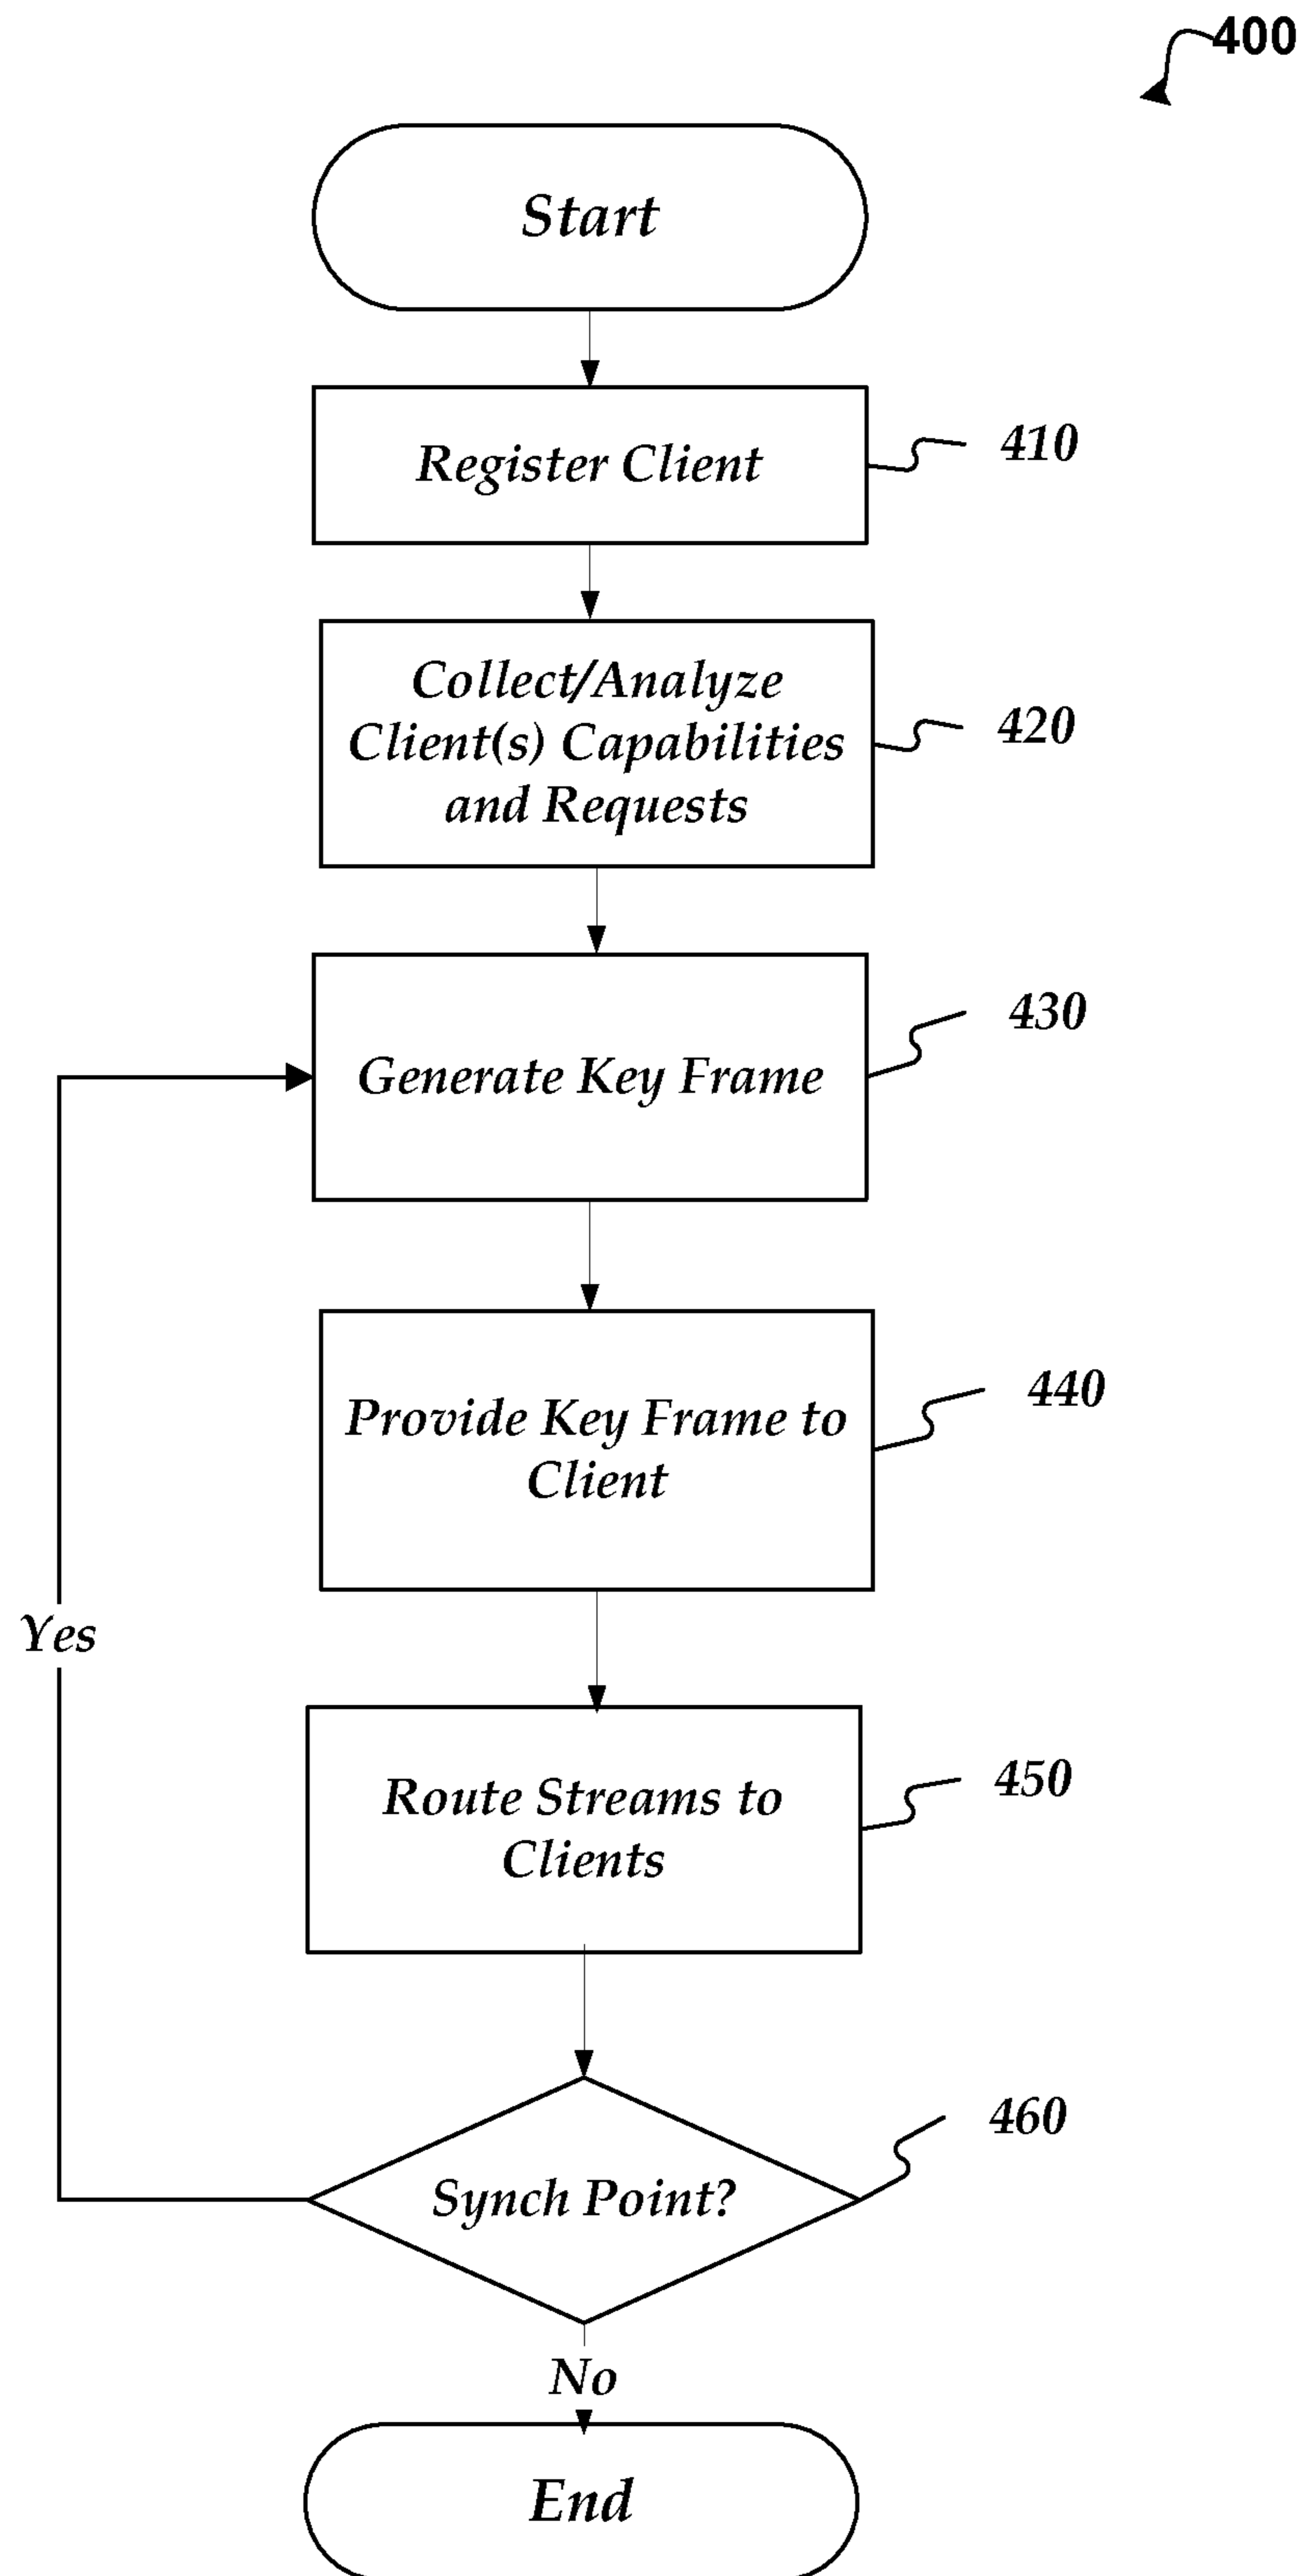 400
Start
Register Client
410
Collect/Analyze
Client(s) Capabilities
and Requests
420
Generate Key Frame
430
Provide Key Frame to
Client
440
Yes
Route Streams to
Clients
450
Synch Point?
460
No
End